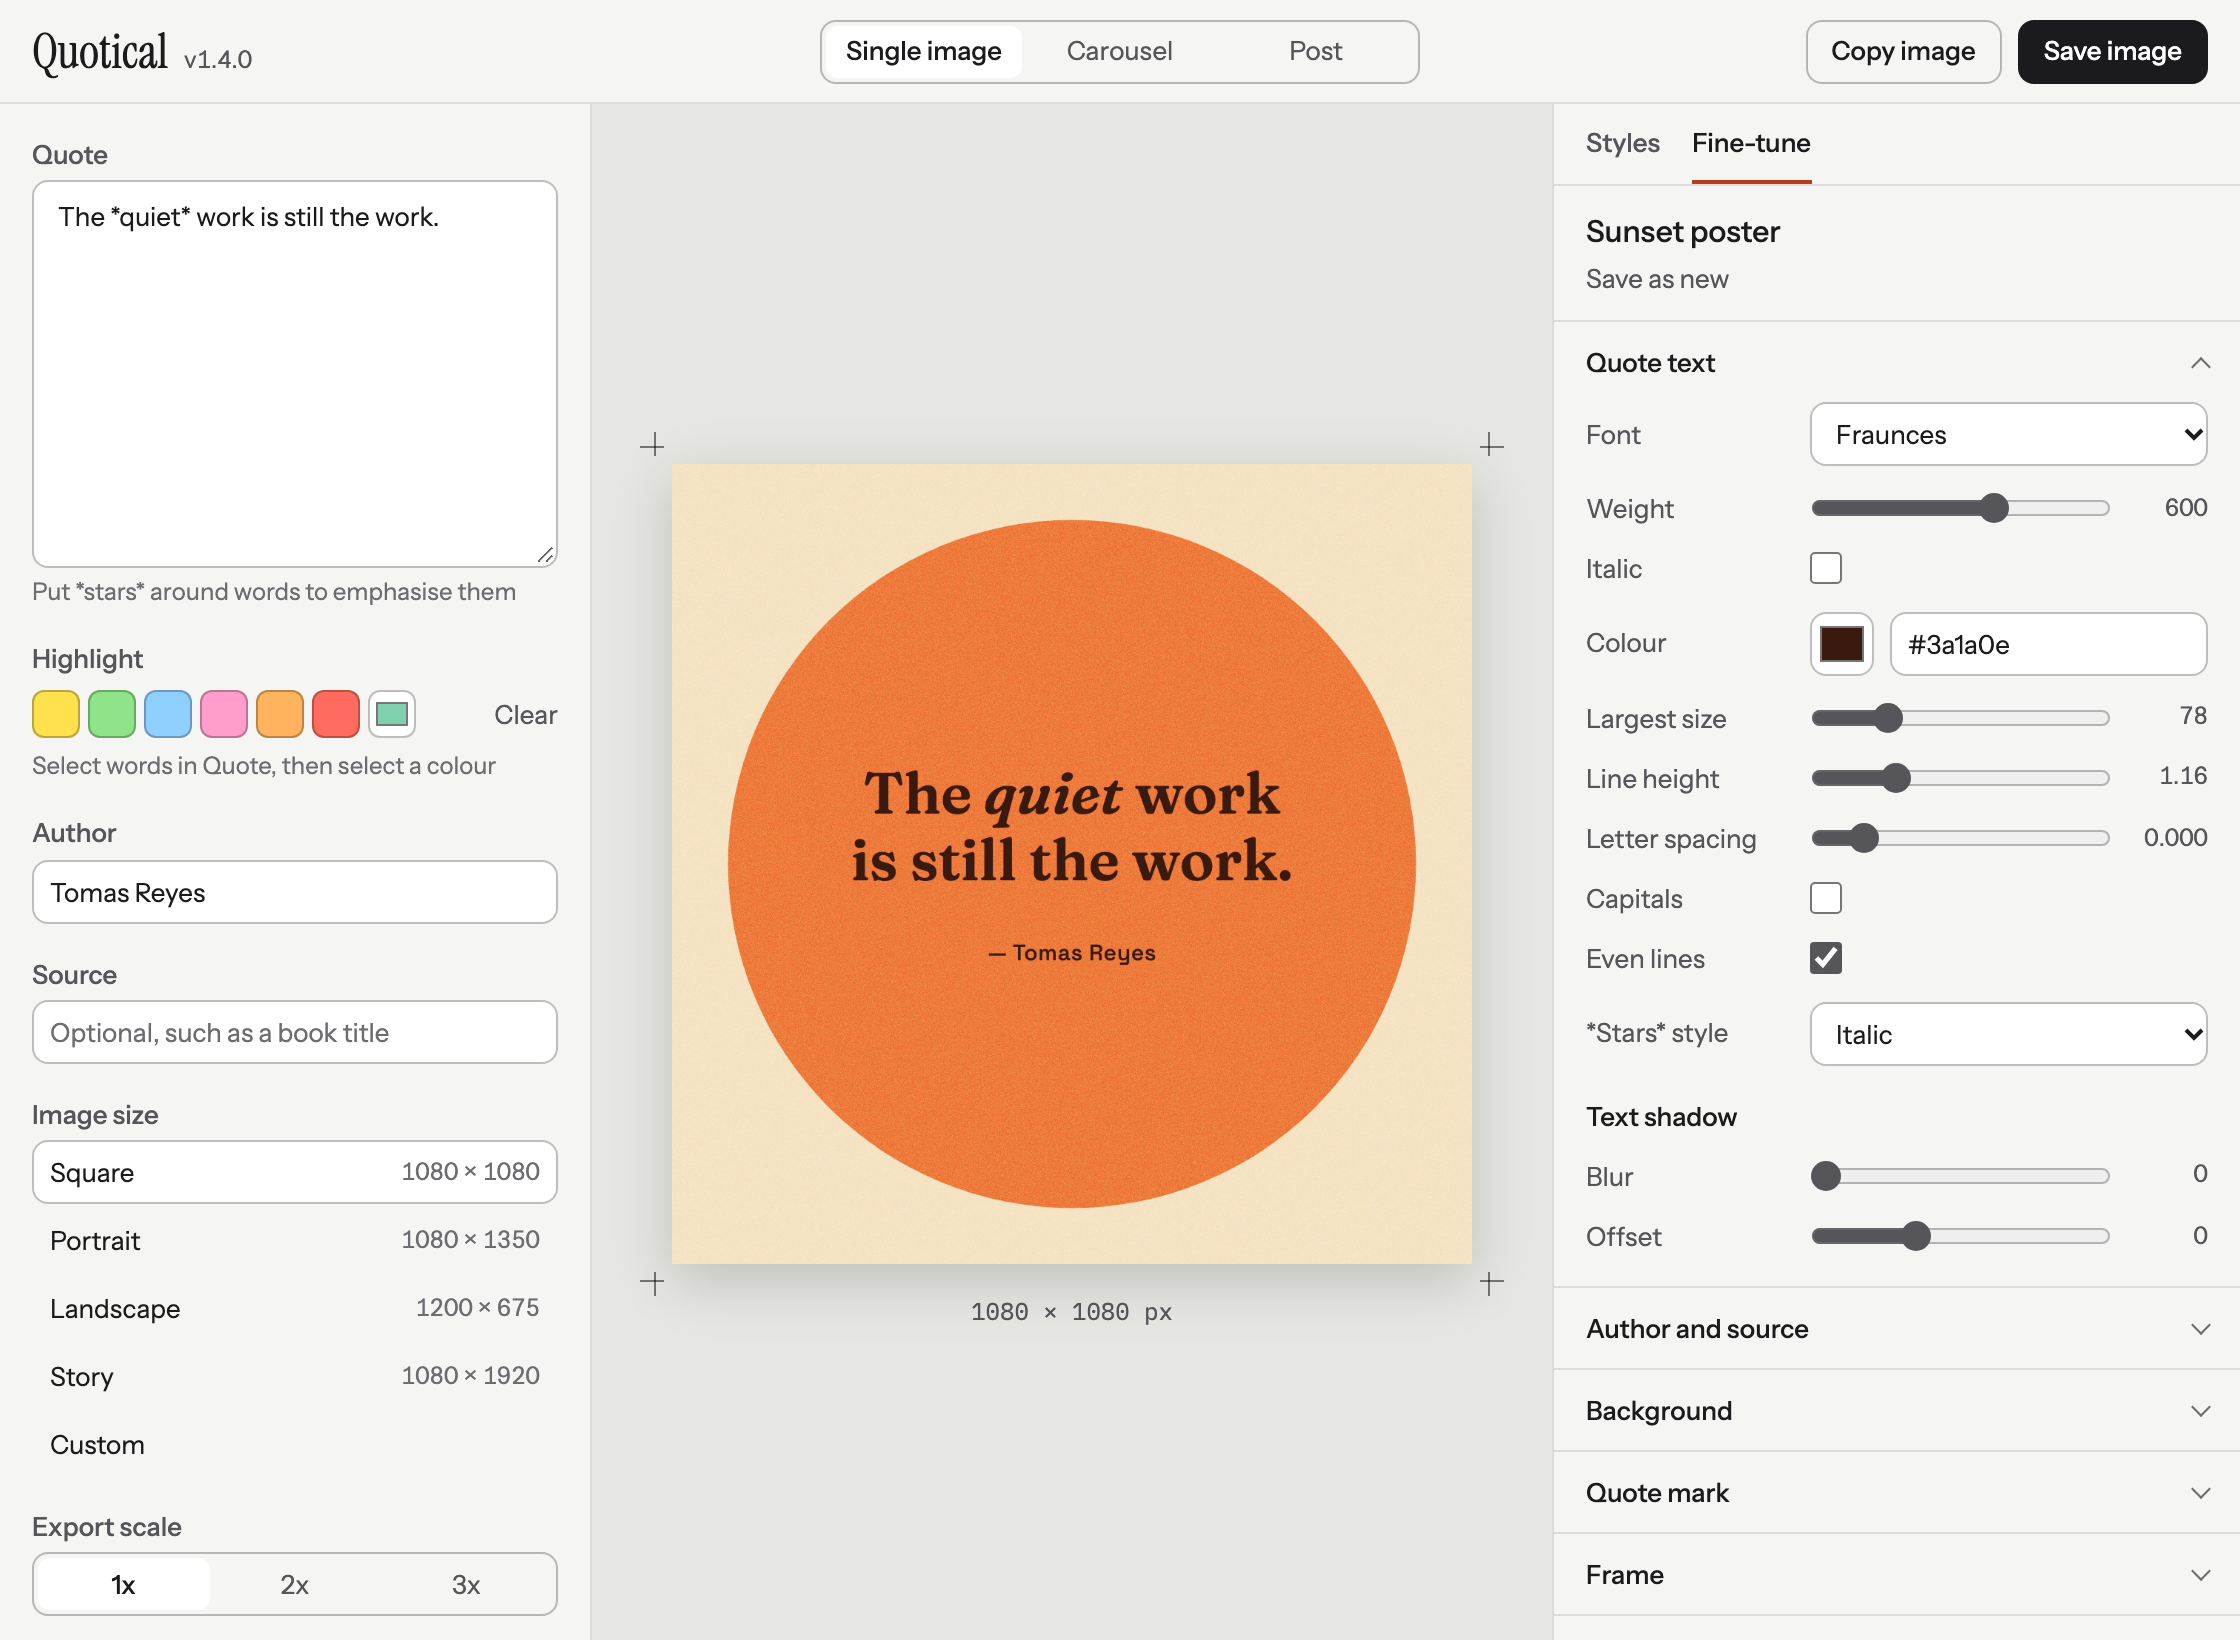 Quotical v1.4.0
Single image Carousel Post
Copy image Save image
Quote
The *quiet* work is still the work.
Put *stars* around words to emphasise them
Highlight
Clear
Select words in Quote, then select a colour
Author
Tomas Reyes
Source
Optional, such as a book title
Image size
Square 1080 × 1080
Portrait 1080 × 1350
Landscape 1200 × 675
Story 1080 × 1920
Custom
Export scale
1x 2x 3x
The quiet work
is still the work.
— Tomas Reyes
1080 × 1080 px
Styles Fine-tune
Sunset poster
Save as new
Quote text
Font Fraunces
Weight 600
Italic
Colour #3a1a0e
Largest size 78
Line height 1.16
Letter spacing 0.000
Capitals
Even lines
*Stars* style Italic
Text shadow
Blur 0
Offset 0
Author and source
Background
Quote mark
Frame